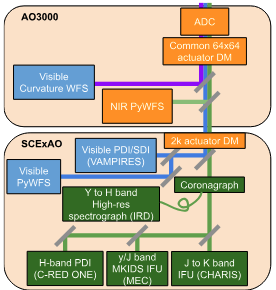 AO3000
ADC
Common 64x64
actuator DM
Visible
Curvature WFS
NIR PyWFS
SCExAO
2k actuator DM
Visible PDI/SDI
(VAMPIRES)
Visible
PyWFS
Coronagraph
Y to H band
High-res
spectrograph (IRD)
H-band PDI
(C-RED ONE)
y/J band
MKIDS IFU
(MEC)
J to K band
IFU (CHARIS)